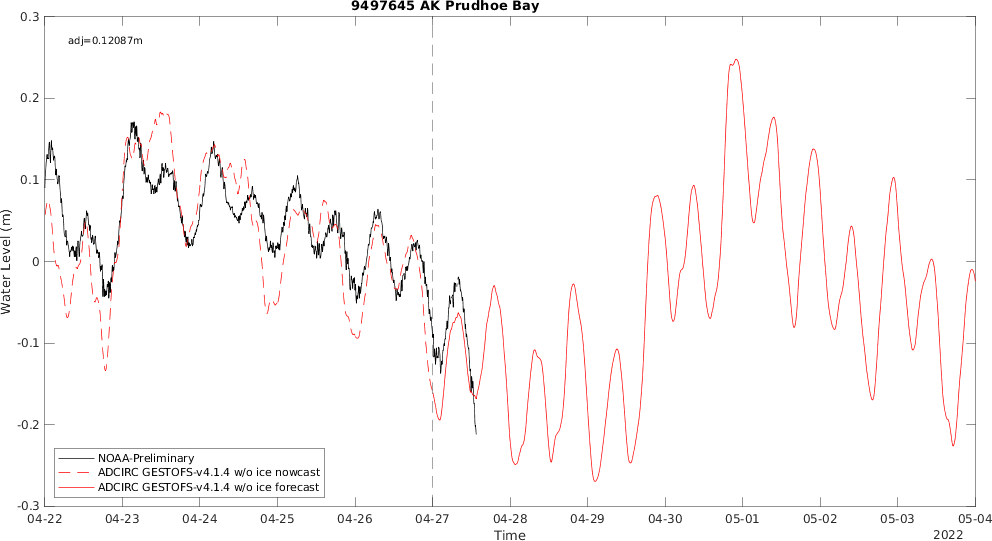 9497645 AK Prudhoe Bay
adj=0.12087m
0.3
0.2
0.1
0
-0.1
-0.2
-0.3
Water Level (m)
NOAA-Preliminary
ADCIRC GESTOFS-v4.1.4 w/o ice nowcast
ADCIRC GESTOFS-v4.1.4 w/o ice forecast
04-22 04-23 04-24 04-25 04-26 04-27 04-28 04-29 04-30 05-01 05-02 05-03 05-04
Time
2022